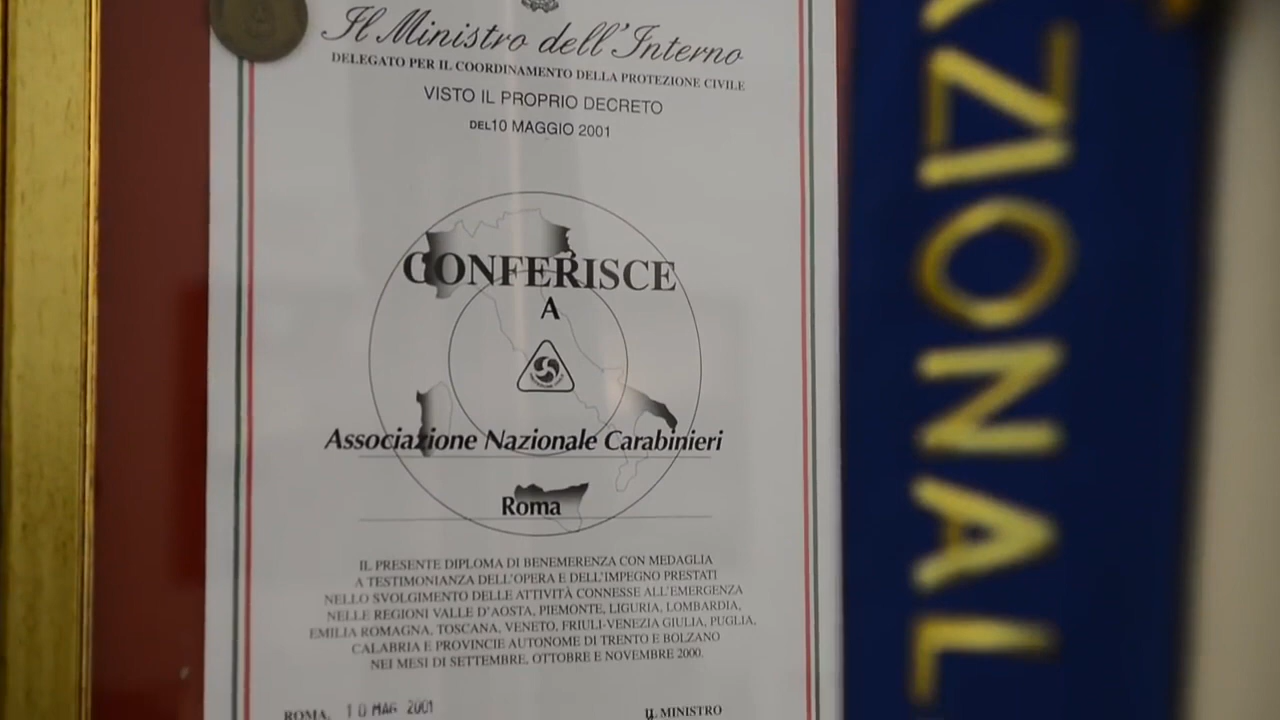 Il Ministro dell'Interno
DELEGATO PER IL COORDINAMENTO DELLA PROTEZIONE CIVILE
VISTO IL PROPRIO DECRETO
DEL 10 MAGGIO 2001
CONFERISCE
A
Associazione Nazionale Carabinieri
Roma
IL PRESENTE DIPLOMA DI BENEMERENZA CON MEDAGLIA
A TESTIMONIANZA DELL'OPERA E DELL'IMPEGNO PRESTATI
NELLO SVOLGIMENTO DELLE ATTIVITÀ CONNESSE ALL'EMERGENZA
NELLE REGIONI VALLE D'AOSTA, PIEMONTE, LIGURIA, LOMBARDIA,
EMILIA ROMAGNA, TOSCANA, VENETO, FRIULI-VENEZIA GIULIA, PUGLIA,
CALABRIA E PROVINCIE AUTONOME DI TRENTO E BOLZANO
NEI MESI DI SETTEMBRE, OTTOBRE E NOVEMBRE 2000.
ROMA, 10 MAG 2001
IL MINISTRO
AZIONAL